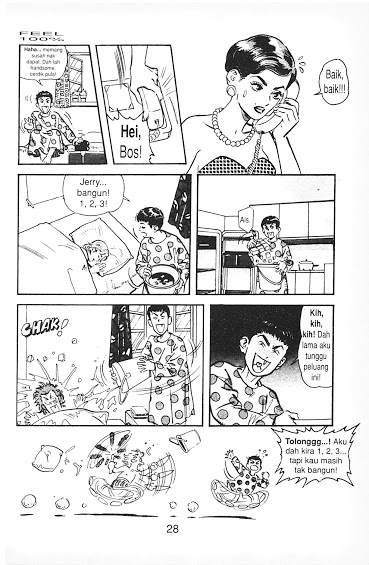 FEEL
100%
Haha... memang
susah nak
dapat. Dah lah
handsome,
cerdik pula!
Hei,
Bos!
Baik,
baik!!!
Jerry...
bangun!
1, 2, 3!
Ais.
CHAK!
Kih,
kih,
kih! Dah
lama aku
tunggu
peluang
ini!
Tolonggg...! Aku
dah kira 1, 2, 3...
tapi kau masih
tak bangun!
28